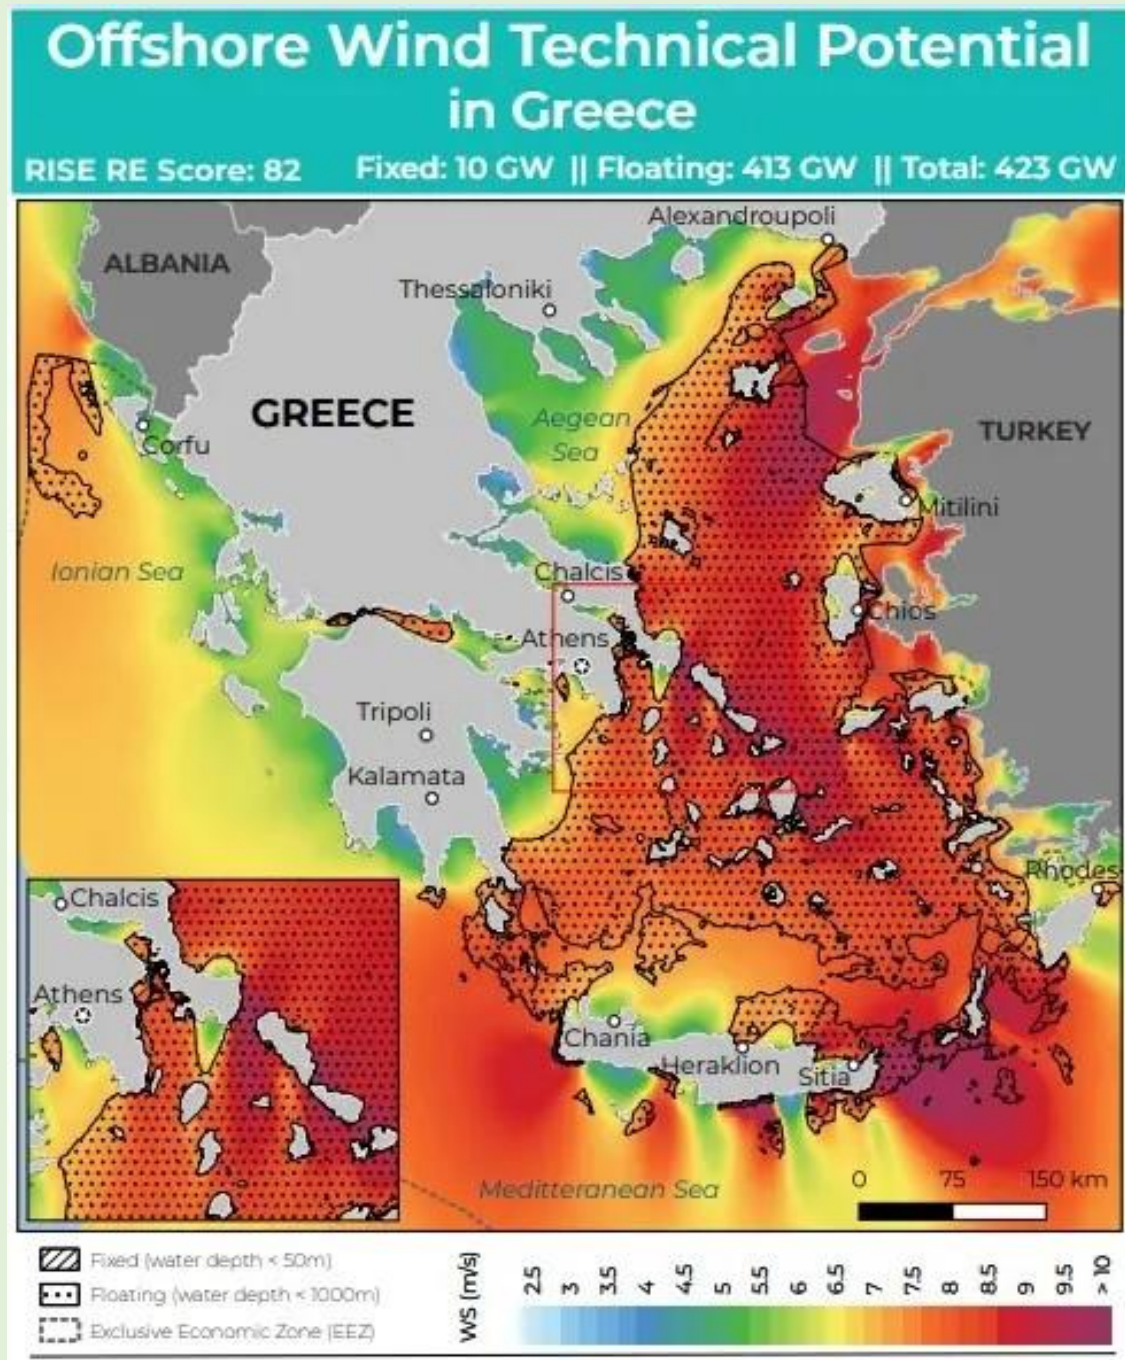 Offshore Wind Technical Potential
in Greece
RISE RE Score: 82 Fixed: 10 GW || Floating: 413 GW || Total: 423 GW
Alexandroupoli
ALBANIA
Thessaloniki
GREECE
Aegean
Sea
TURKEY
Corfu
Mitilini
Ionian Sea
Chalcis
Chios
Athens
Tripoli
Kalamata
Rhodes
Chalcis
Athens
Chania
Heraklion
Sitia
Meditteranean Sea
0 75 150 km
Fixed (water depth < 50m)
Floating (water depth < 1000m)
Exclusive Economic Zone (EEZ)
WS (m/s)
2.5 3 3.5 4 4.5 5 5.5 6 6.5 7 7.5 8 8.5 9 9.5 > 10